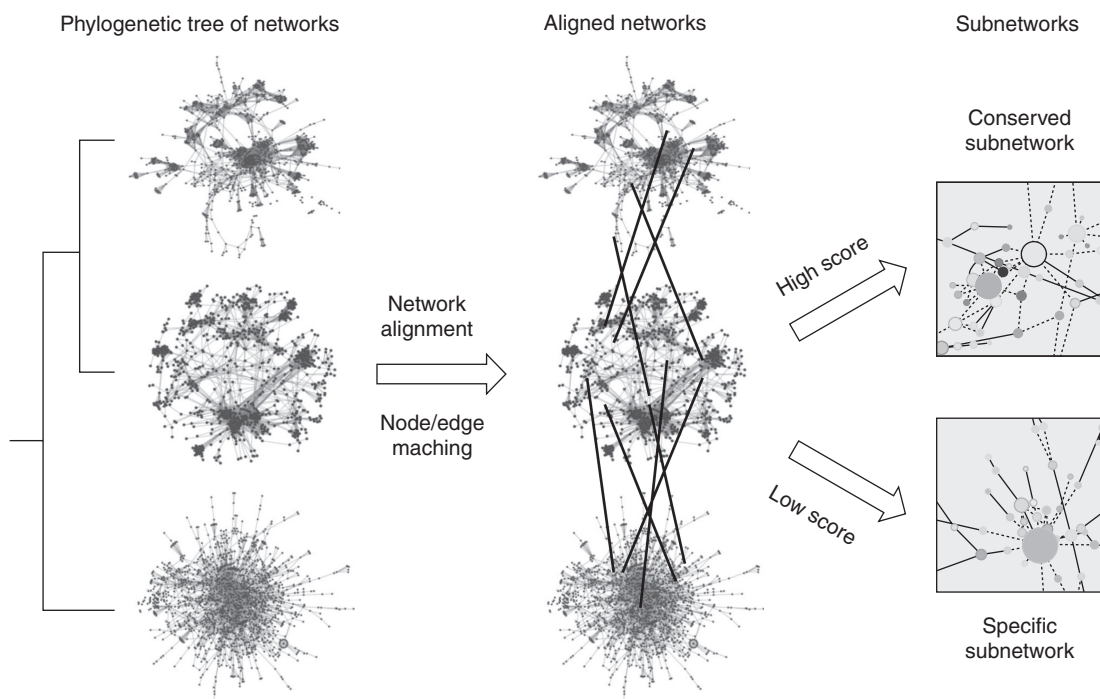 Phylogenetic tree of networks
Aligned networks
Subnetworks
Conserved
subnetwork
Network
alignment
Node/edge
maching
High score
Low score
Specific
subnetwork